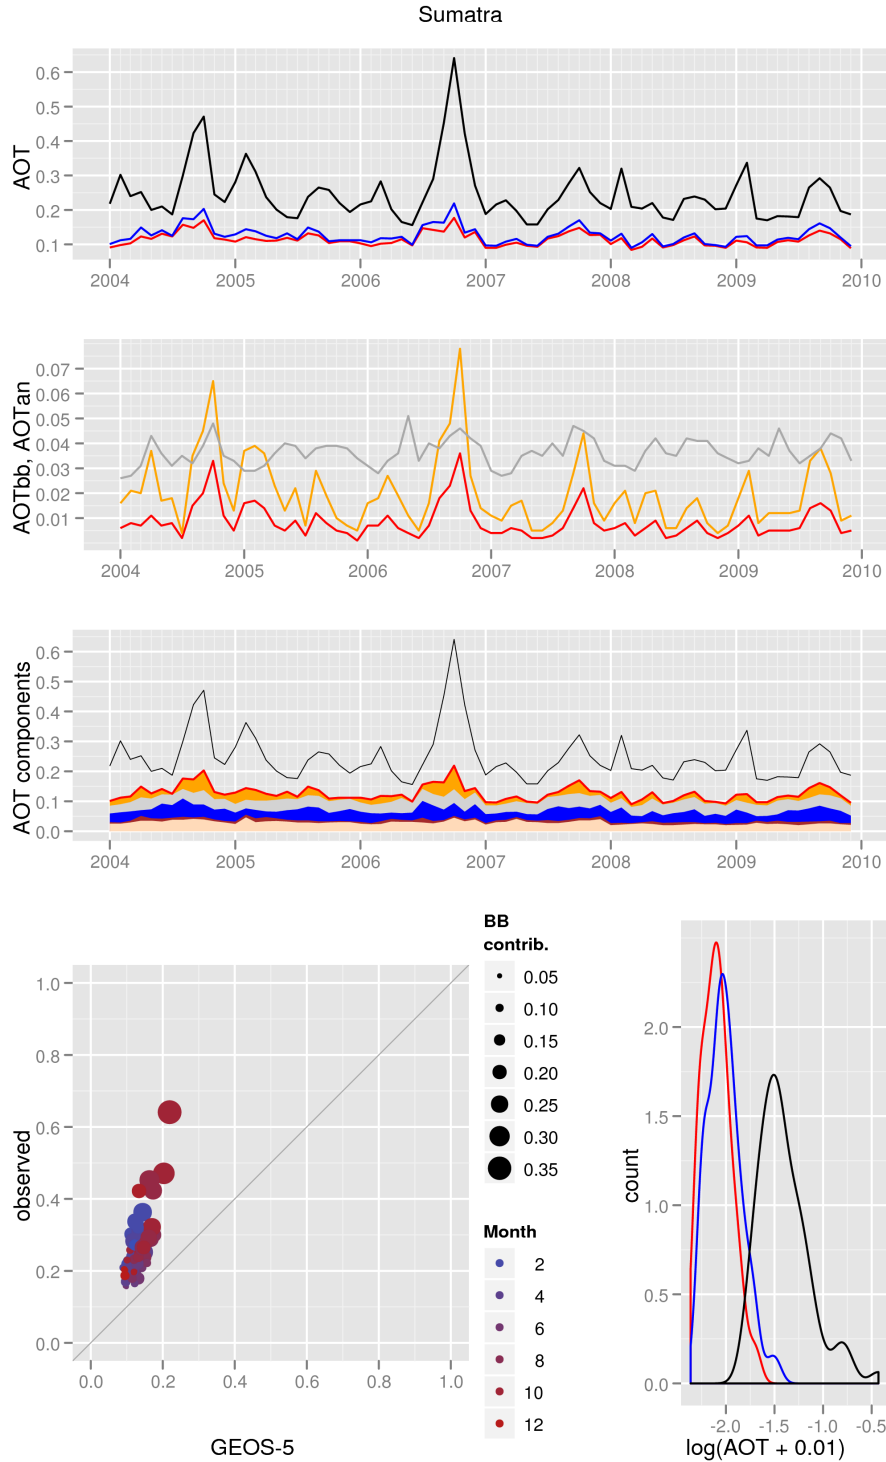 Sumatra
AOT
0.6
0.5
0.4
0.3
0.2
0.1
2004 2005 2006 2007 2008 2009 2010
AOTbb, AOTan
0.07
0.06
0.05
0.04
0.03
0.02
0.01
2004 2005 2006 2007 2008 2009 2010
AOT components
0.6
0.5
0.4
0.3
0.2
0.1
0.0
2004 2005 2006 2007 2008 2009 2010
observed
1.0
0.8
0.6
0.4
0.2
0.0
0.0 0.2 0.4 0.6 0.8 1.0
GEOS-5
BB
contrib.
0.05
0.10
0.15
0.20
0.25
0.30
0.35
Month
2
4
6
8
10
12
count
2.0
1.5
1.0
0.5
0.0
-2.0 -1.5 -1.0 -0.5
log(AOT + 0.01)